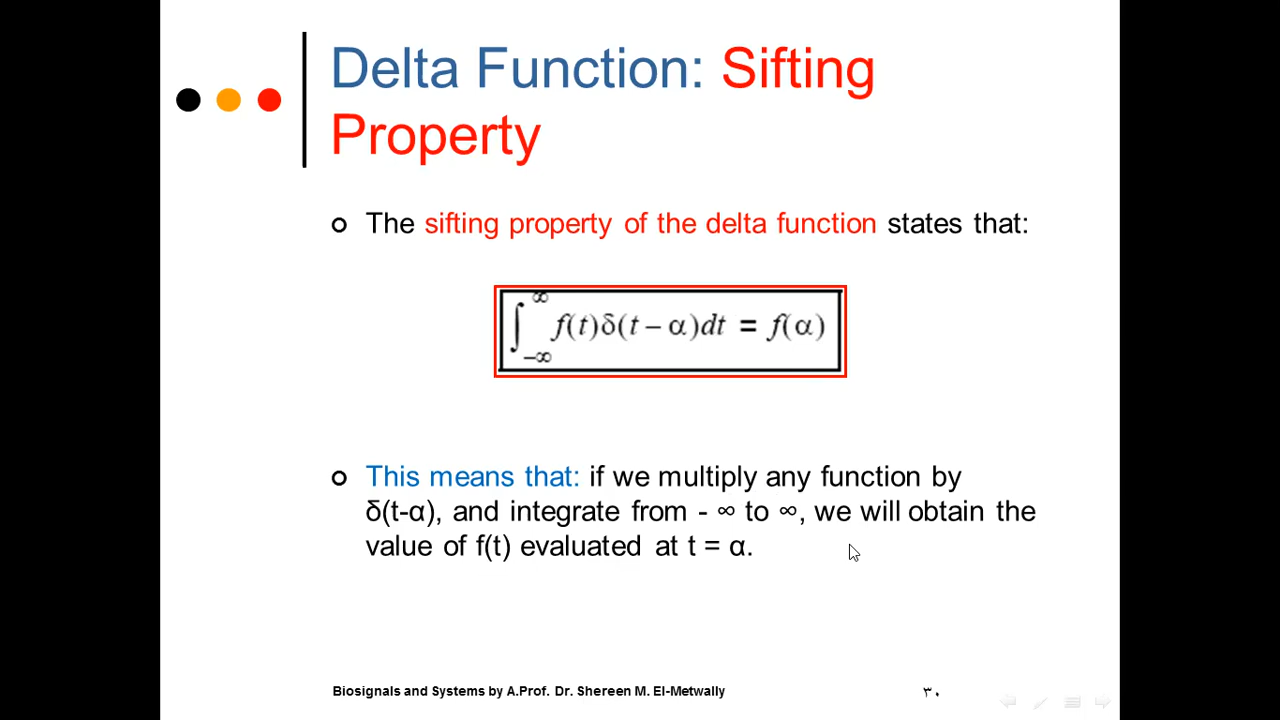 Delta Function: Sifting
Property
The sifting property of the delta function states that:
∫_{-∞}^{∞} f(t)δ(t – α)dt = f(α)
This means that: if we multiply any function by
δ(t-α), and integrate from - ∞ to ∞, we will obtain the
value of f(t) evaluated at t = α.
Biosignals and Systems by A.Prof. Dr. Shereen M. El-Metwally
٣٠